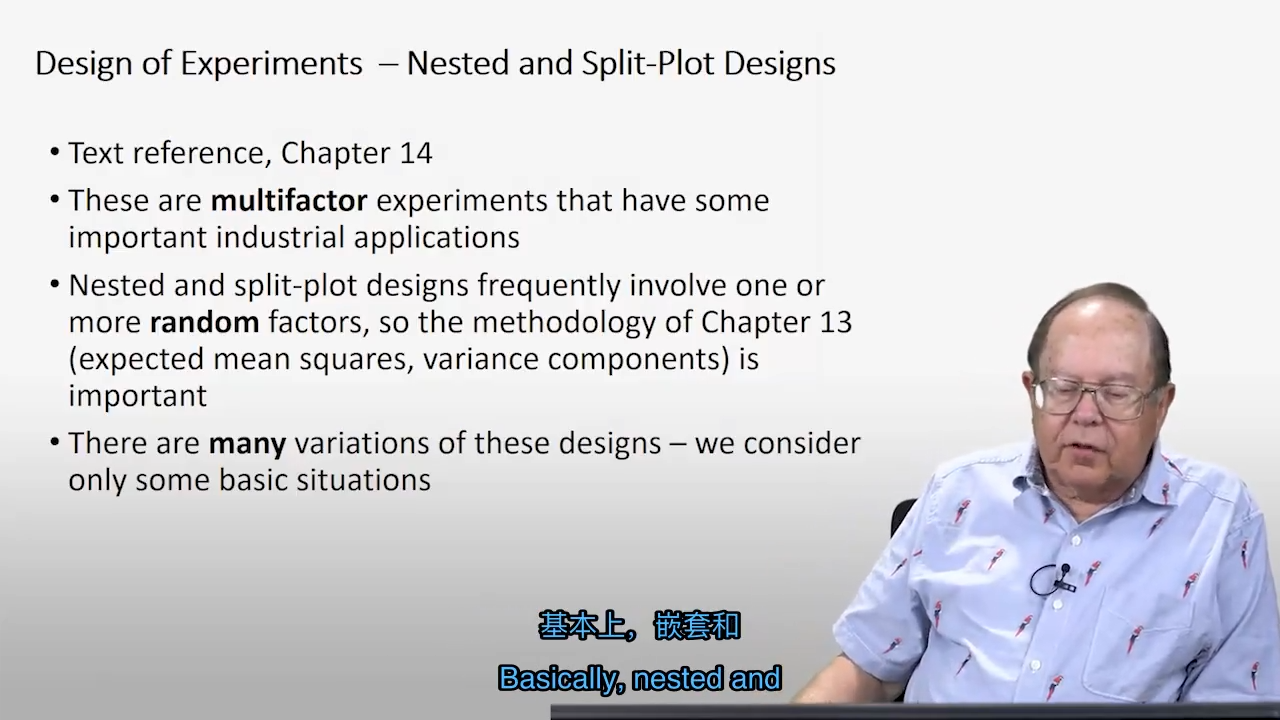 Design of Experiments – Nested and Split-Plot Designs
• Text reference, Chapter 14
• These are multifactor experiments that have some
important industrial applications
• Nested and split-plot designs frequently involve one or
more random factors, so the methodology of Chapter 13
(expected mean squares, variance components) is
important
• There are many variations of these designs – we consider
only some basic situations
基本上，嵌套和
Basically, nested and